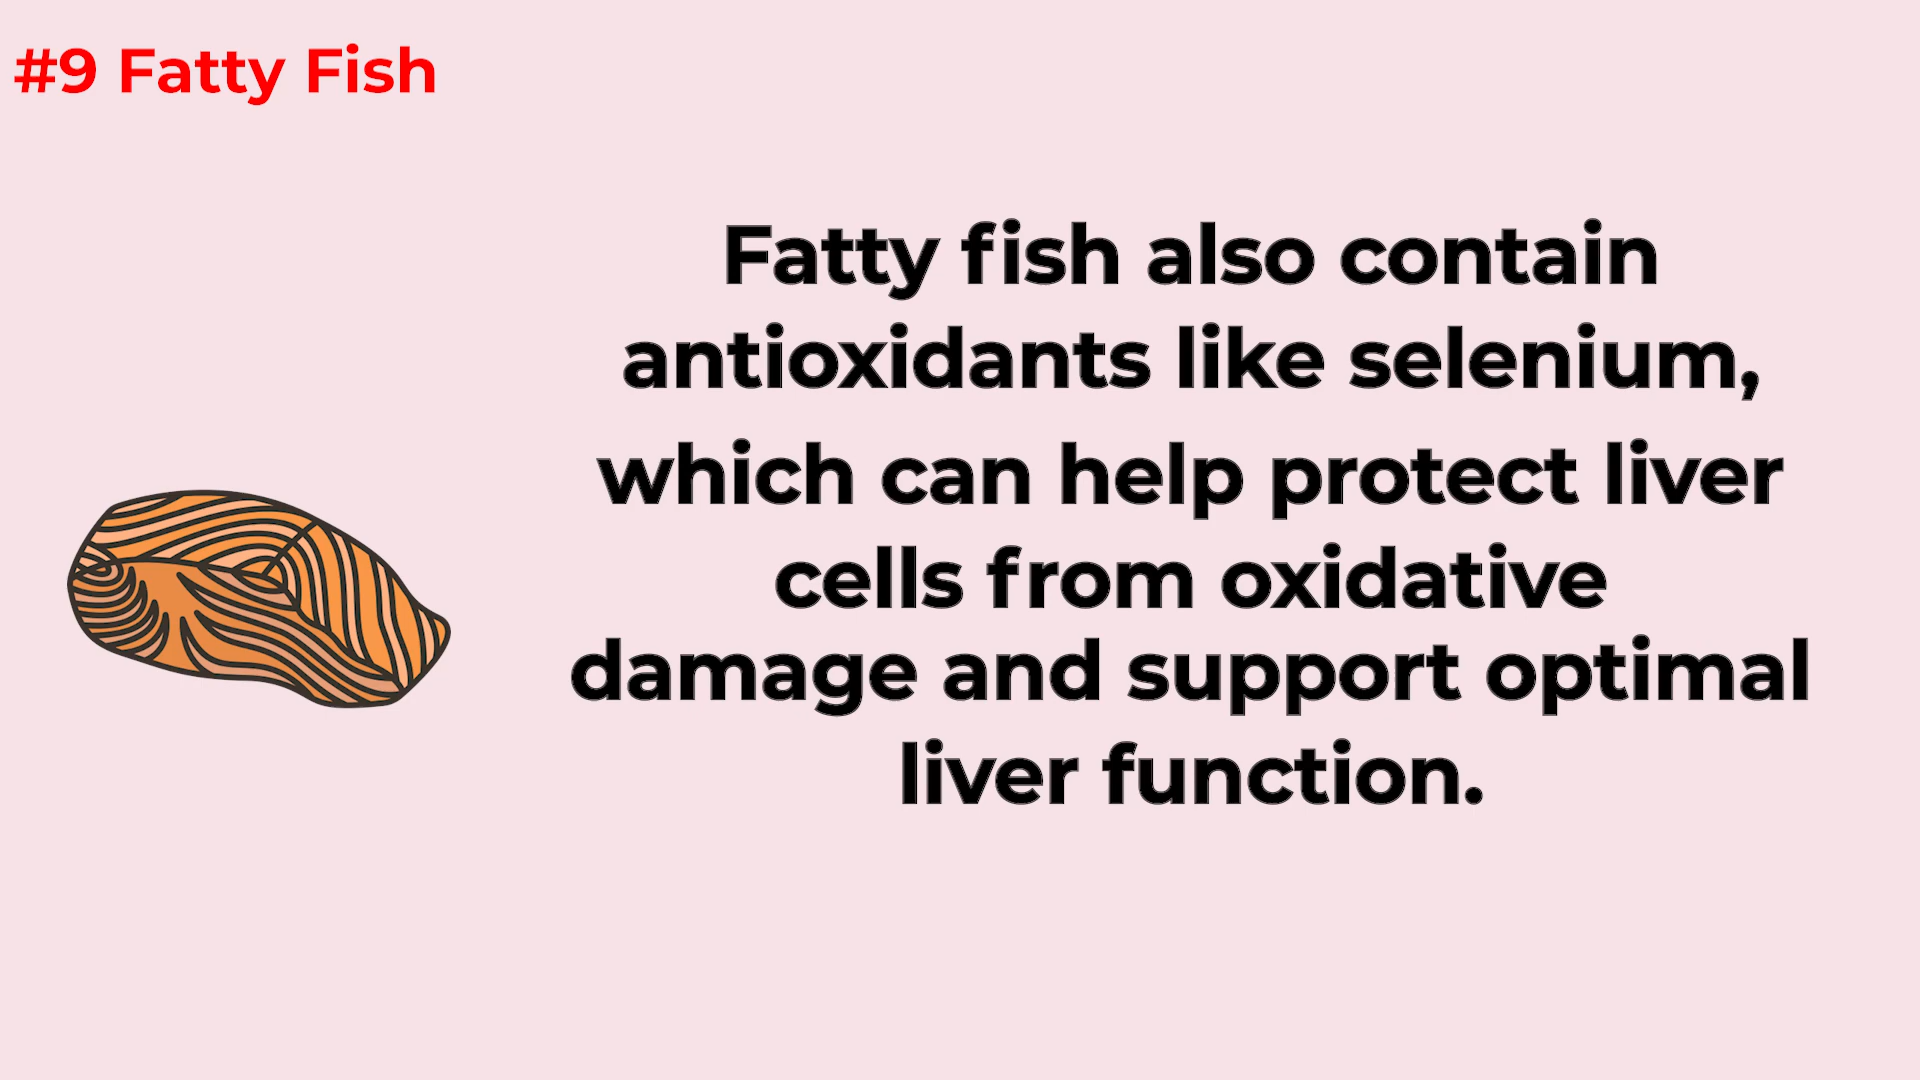 #9 Fatty Fish
Fatty fish also contain
antioxidants like selenium,
which can help protect liver
cells from oxidative
damage and support optimal
liver function.